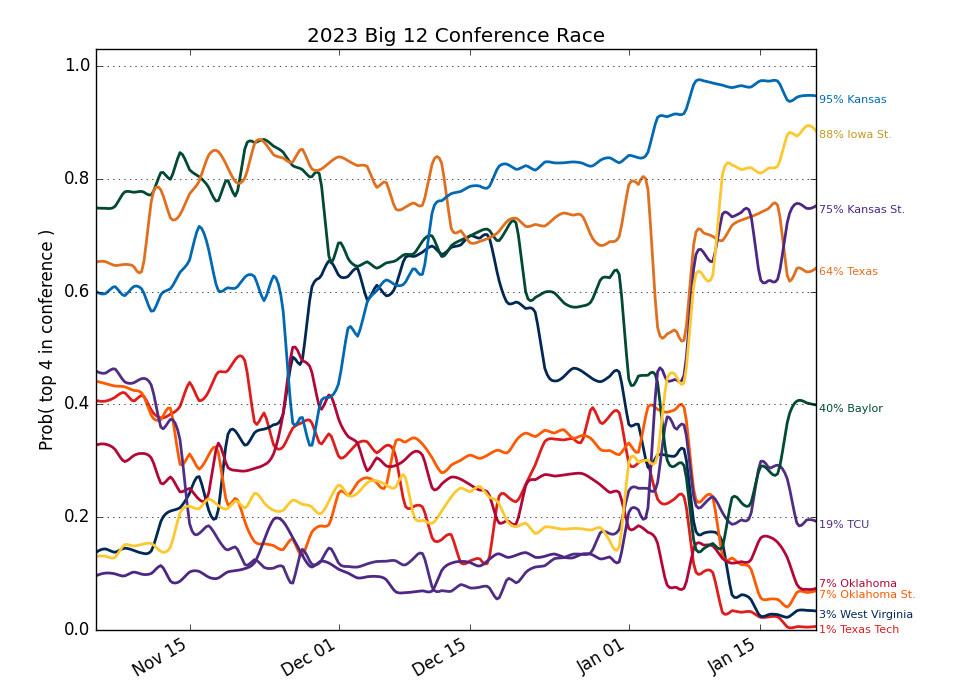 2023 Big 12 Conference Race
Prob( top 4 in conference )
1.0
0.8
0.6
0.4
0.2
0.0
Nov 15
Dec 01
Dec 15
Jan 01
Jan 15
95% Kansas
88% Iowa St.
75% Kansas St.
64% Texas
40% Baylor
19% TCU
7% Oklahoma
7% Oklahoma St.
3% West Virginia
1% Texas Tech